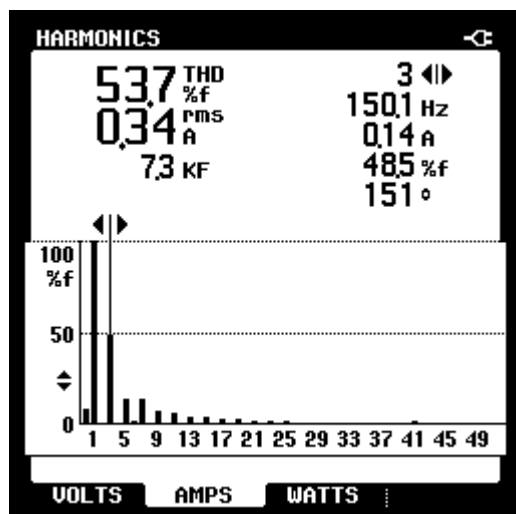 HARMONICS
53.7 THD %f
0.34 rms A
7.3 KF
3
150.1 Hz
0.14 A
48.5 %f
151 °
100
%f
50
0
1 5 9 13 17 21 25 29 33 37 41 45 49
VOLTS AMPS WATTS